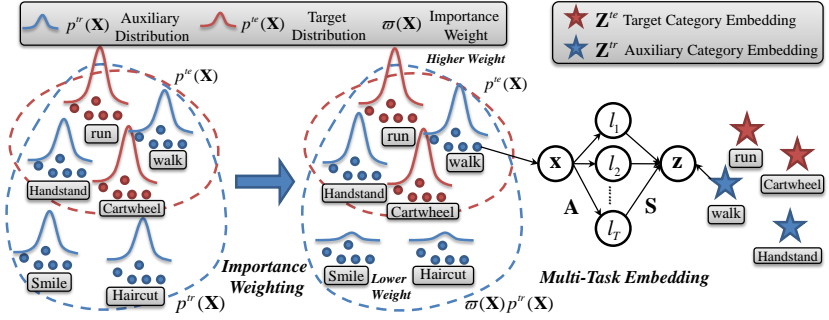 p^{tr}(X) Auxiliary Distribution
p^{te}(X) Target Distribution
ϖ(X) Importance Weight
Z^{te} Target Category Embedding
Z^{tr} Auxiliary Category Embedding
p^{te}(X)
run
walk
Handstand
Cartwheel
Smile
Haircut
p^{tr}(X)
Importance
Weighting
Higher Weight
p^{te}(X)
run
walk
Handstand
Cartwheel
Smile
Lower
Weight
Haircut
ϖ(X)p^{tr}(X)
x
l_1
l_2
l_T
A
S
z
Multi-Task Embedding
run
Cartwheel
walk
Handstand